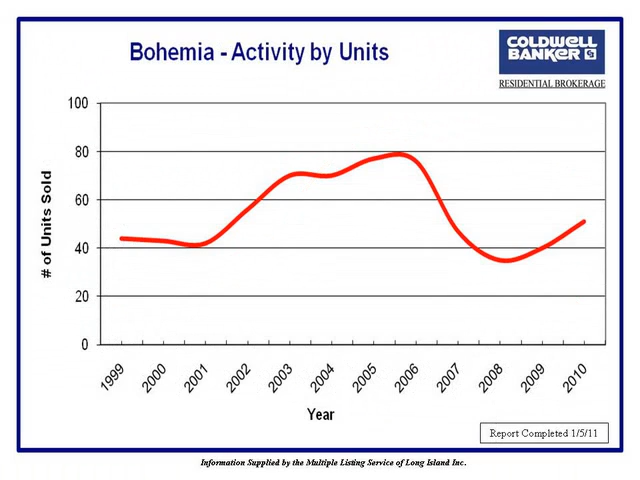 Bohemia - Activity by Units
COLDWELL
BANKER
RESIDENTIAL BROKERAGE
# of Units Sold
100
80
60
40
20
0
1999 2000 2001 2002 2003 2004 2005 2006 2007 2008 2009 2010
Year
Report Completed 1/5/11
Information Supplied by the Multiple Listing Service of Long Island Inc.